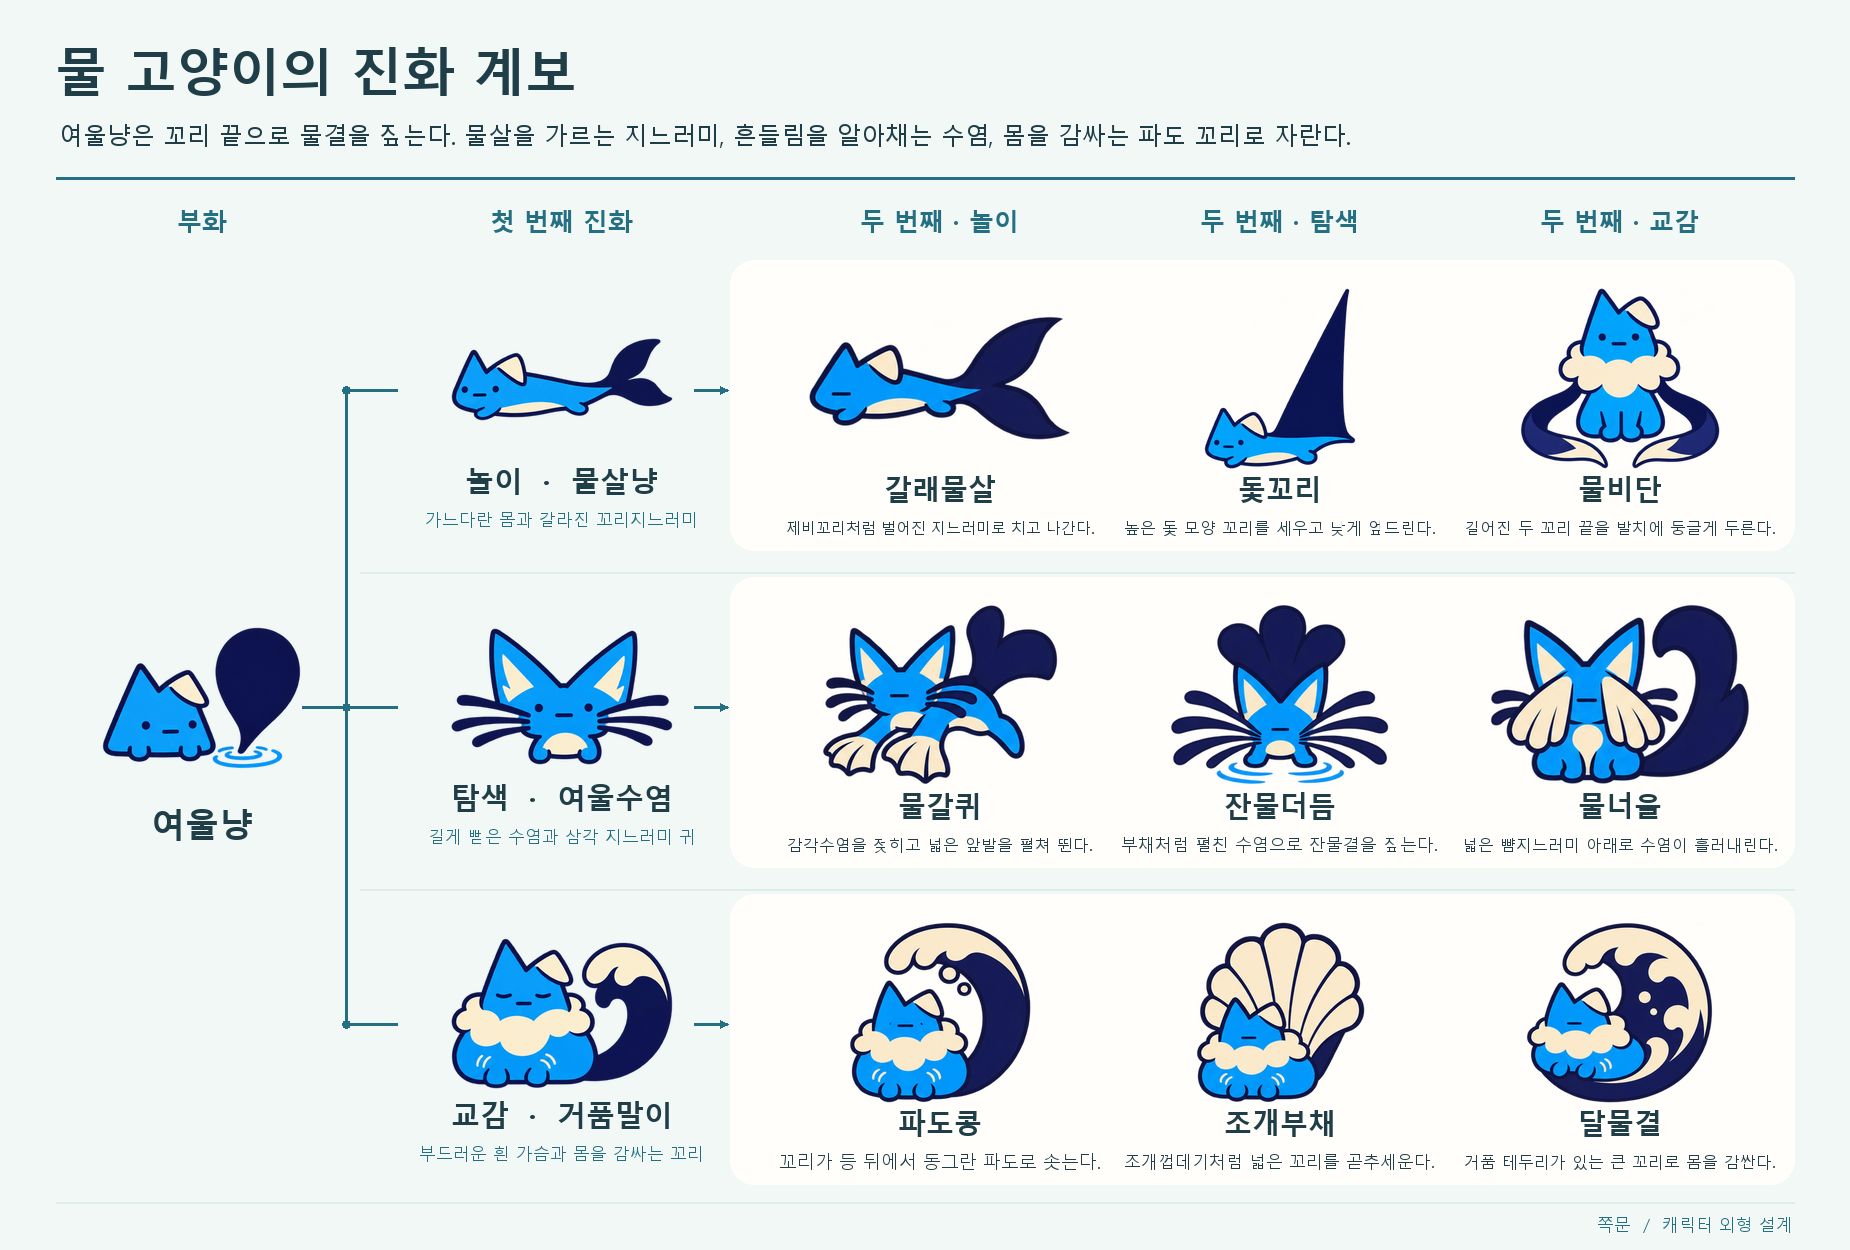 물 고양이의 진화 계보
여울냥은 꼬리 끝으로 물결을 짚는다. 물살을 가르는 지느러미, 흔들림을 알아채는 수염, 몸을 감싸는 파도 꼬리로 자란다.
부화
첫 번째 진화
두 번째 · 놀이
두 번째 · 탐색
두 번째 · 교감
놀이 · 물살냥
가느다란 몸과 갈라진 꼬리지느러미
갈래물살
제비꼬리처럼 벌어진 지느러미로 치고 나간다.
돛꼬리
높은 돛 모양 꼬리를 세우고 낮게 엎드린다.
물비단
길어진 두 꼬리 끝을 발치에 둥글게 두른다.
여울냥
탐색 · 여울수염
길게 뻗은 수염과 삼각 지느러미 귀
물갈퀴
감각수염을 젖히고 넓은 앞발을 펼쳐 뛴다.
잔물더듬
부채처럼 펼친 수염으로 잔물결을 짚는다.
물너울
넓은 뺨지느러미 아래로 수염이 흘러내린다.
교감 · 거품말이
부드러운 흰 가슴과 몸을 감싸는 꼬리
파도콩
꼬리가 등 뒤에서 동그란 파도로 솟는다.
조개부채
조개껍데기처럼 넓은 꼬리를 곧추세운다.
달물결
거품 테두리가 있는 큰 꼬리로 몸을 감싼다.
쪽문 / 캐릭터 외형 설계